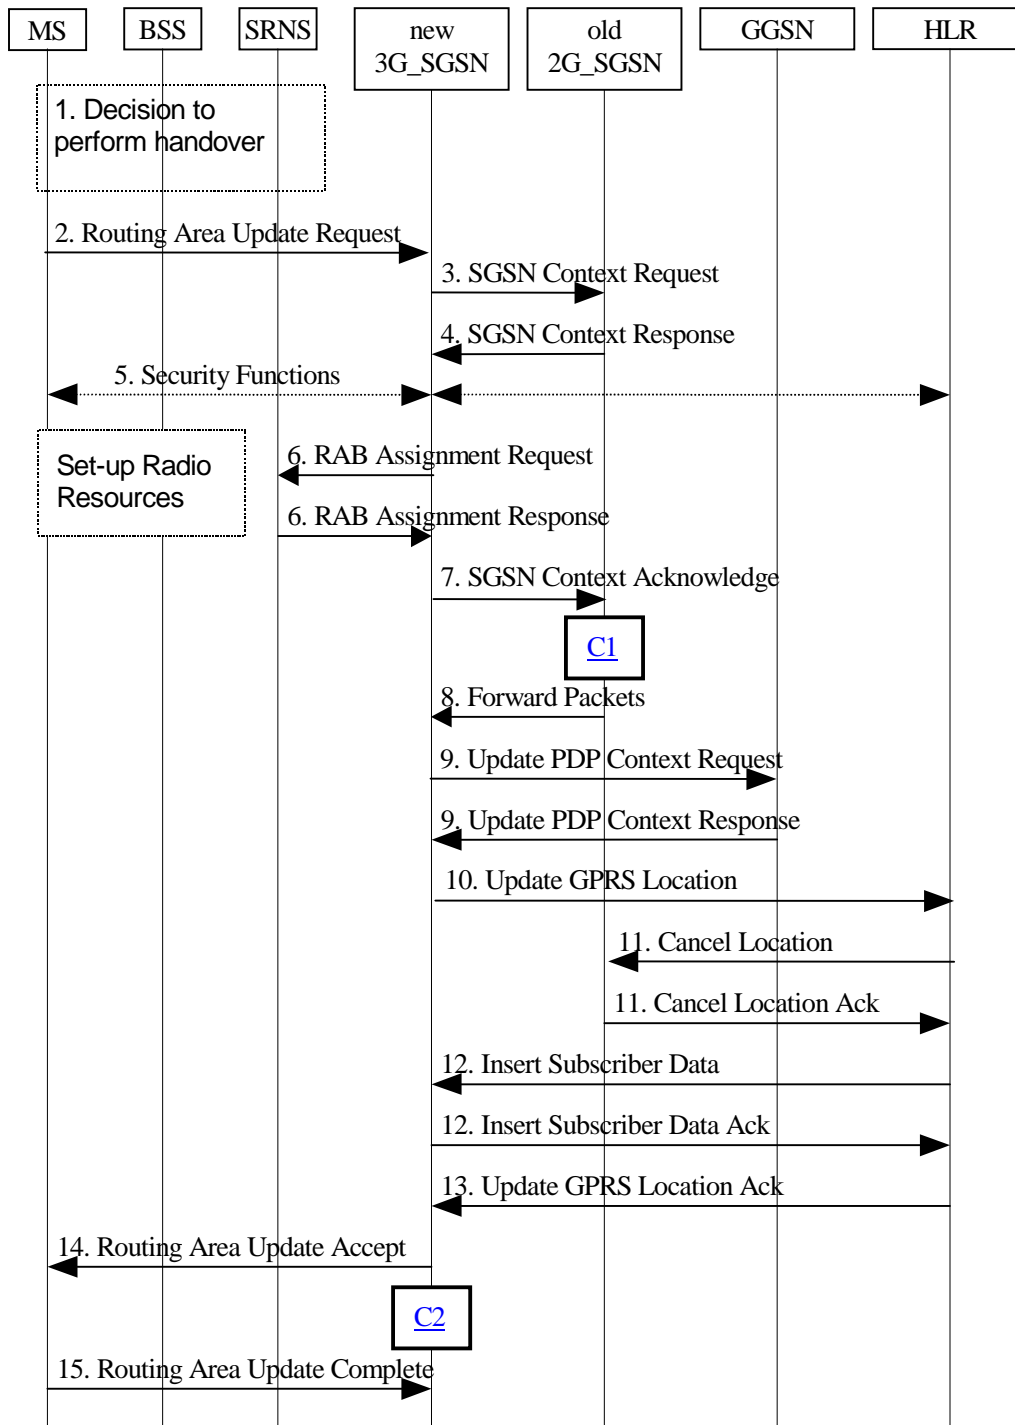 MS
BSS
SRNS
new
3G_SGSN
old
2G_SGSN
GGSN
HLR
1. Decision to
perform handover
2. Routing Area Update Request
3. SGSN Context Request
4. SGSN Context Response
5. Security Functions
Set-up Radio
Resources
6. RAB Assignment Request
6. RAB Assignment Response
7. SGSN Context Acknowledge
C1
8. Forward Packets
9. Update PDP Context Request
9. Update PDP Context Response
10. Update GPRS Location
11. Cancel Location
11. Cancel Location Ack
12. Insert Subscriber Data
12. Insert Subscriber Data Ack
13. Update GPRS Location Ack
14. Routing Area Update Accept
C2
15. Routing Area Update Complete